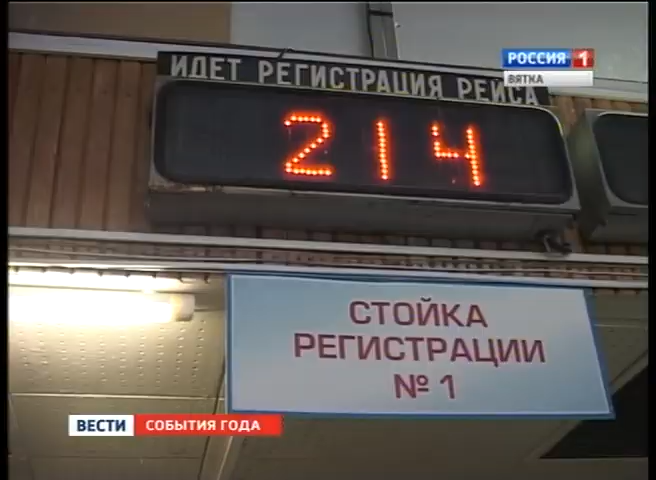 РОССИЯ 1
ВЯТКА
ИДЕТ РЕГИСТРАЦИЯ РЕЙСА
214
СТОЙКА
РЕГИСТРАЦИИ
№ 1
ВЕСТИ СОБЫТИЯ ГОДА